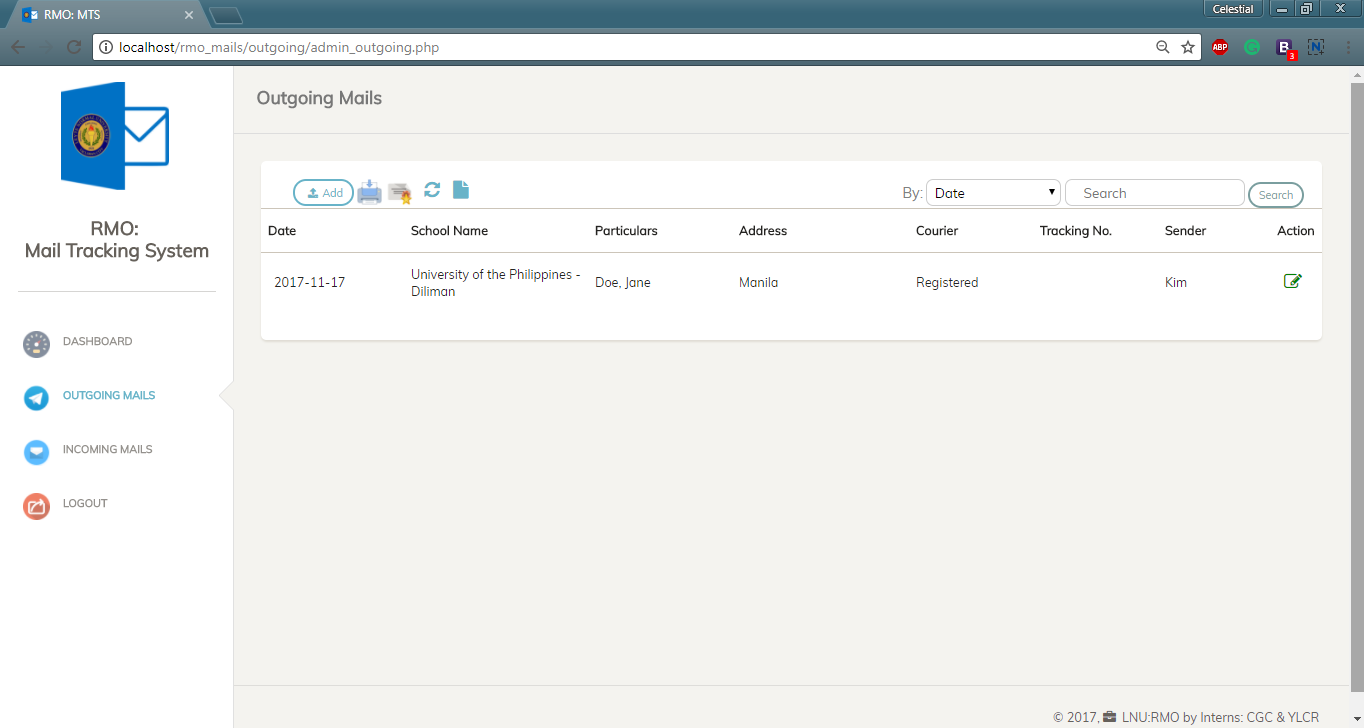 RMO: MTS
Celestial
localhost/rmo_mails/outgoing/admin_outgoing.php
ABP
B
3
N
RMO:
Mail Tracking System
DASHBOARD
OUTGOING MAILS
INCOMING MAILS
LOGOUT
Outgoing Mails
Add
By: Date Search Search
Date School Name Particulars Address Courier Tracking No. Sender Action
2017-11-17 University of the Philippines - Diliman Doe, Jane Manila Registered Kim
© 2017, LNU:RMO by Interns: CGC & YLCR